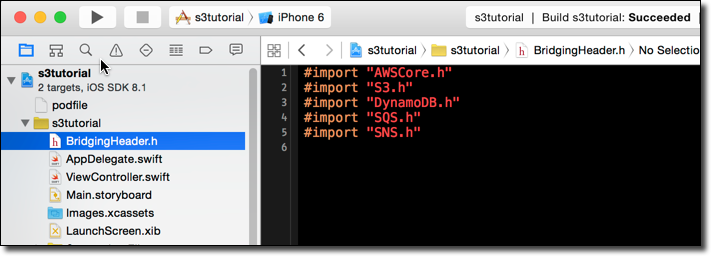 s3tutorial iPhone 6 s3tutorial Build s3tutorial: Succeeded
s3tutorial s3tutorial BridgingHeader.h No Selection
s3tutorial
2 targets, iOS SDK 8.1
podfile
s3tutorial
BridgingHeader.h
AppDelegate.swift
ViewController.swift
Main.storyboard
Images.xcassets
LaunchScreen.xib
1 #import "AWSCore.h"
2 #import "S3.h"
3 #import "DynamoDB.h"
4 #import "SQS.h"
5 #import "SNS.h"
6